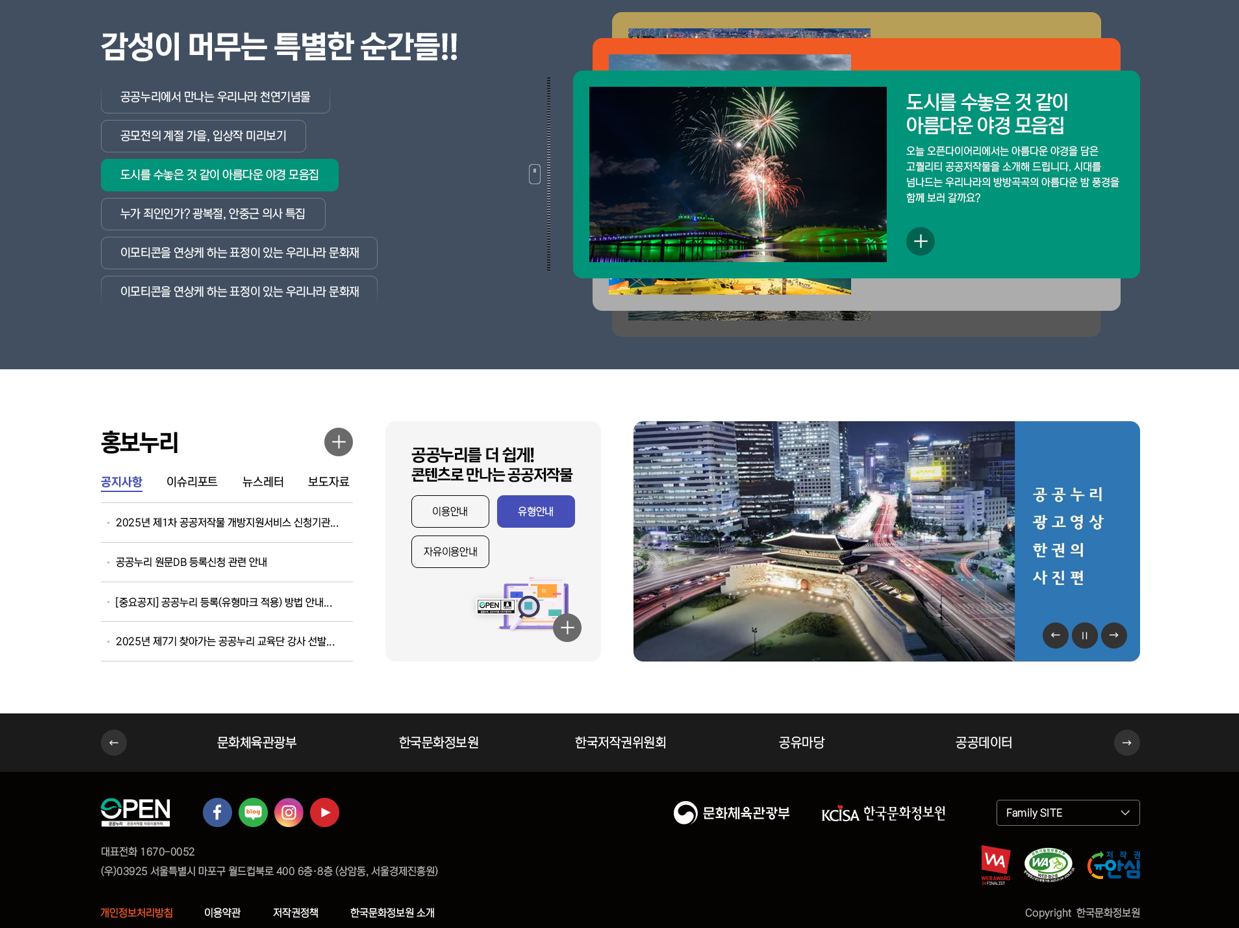 감성이 머무는 특별한 순간들!!
공공누리에서 만나는 우리나라 천연기념물
공모전의 계절 가을, 입상작 미리보기
도시를 수놓은 것 같이 아름다운 야경 모음집
누가 죄인인가? 광복절, 안중근 의사 특집
이모티콘을 연상케 하는 표정이 있는 우리나라 문화재
이모티콘을 연상케 하는 표정이 있는 우리나라 문화재
도시를 수놓은 것 같이
아름다운 야경 모음집
오늘 오픈다이어리에서는 아름다운 야경을 담은
고퀄리티 공공저작물을 소개해 드립니다. 시대를
넘나드는 우리나라의 방방곡곡의 아름다운 밤 풍경을
함께 보러 갈까요?
홍보누리
공지사항 이슈리포트 뉴스레터 보도자료
2025년 제1차 공공저작물 개방지원서비스 신청기관...
공공누리 원문DB 등록신청 관련 안내
[중요공지] 공공누리 등록(유형마크 적용) 방법 안내...
2025년 제7기 찾아가는 공공누리 교육단 강사 선발...
공공누리를 더 쉽게!
콘텐츠로 만나는 공공저작물
이용안내 유형안내
자유이용안내
OPEN
공공누리
광고영상
한권의
사진편
문화체육관광부 한국문화정보원 한국저작권위원회 공유마당 공공데이터
OPEN
공공누리
blog
문화체육관광부
KCISA 한국문화정보원
Family SITE
대표전화 1670-0052
(우)03925 서울특별시 마포구 월드컵북로 400 6층·8층 (상암동, 서울경제진흥원)
WEB AWARD
WA
저작권
안심
개인정보처리방침 이용약관 저작권정책 한국문화정보원 소개
Copyright 한국문화정보원